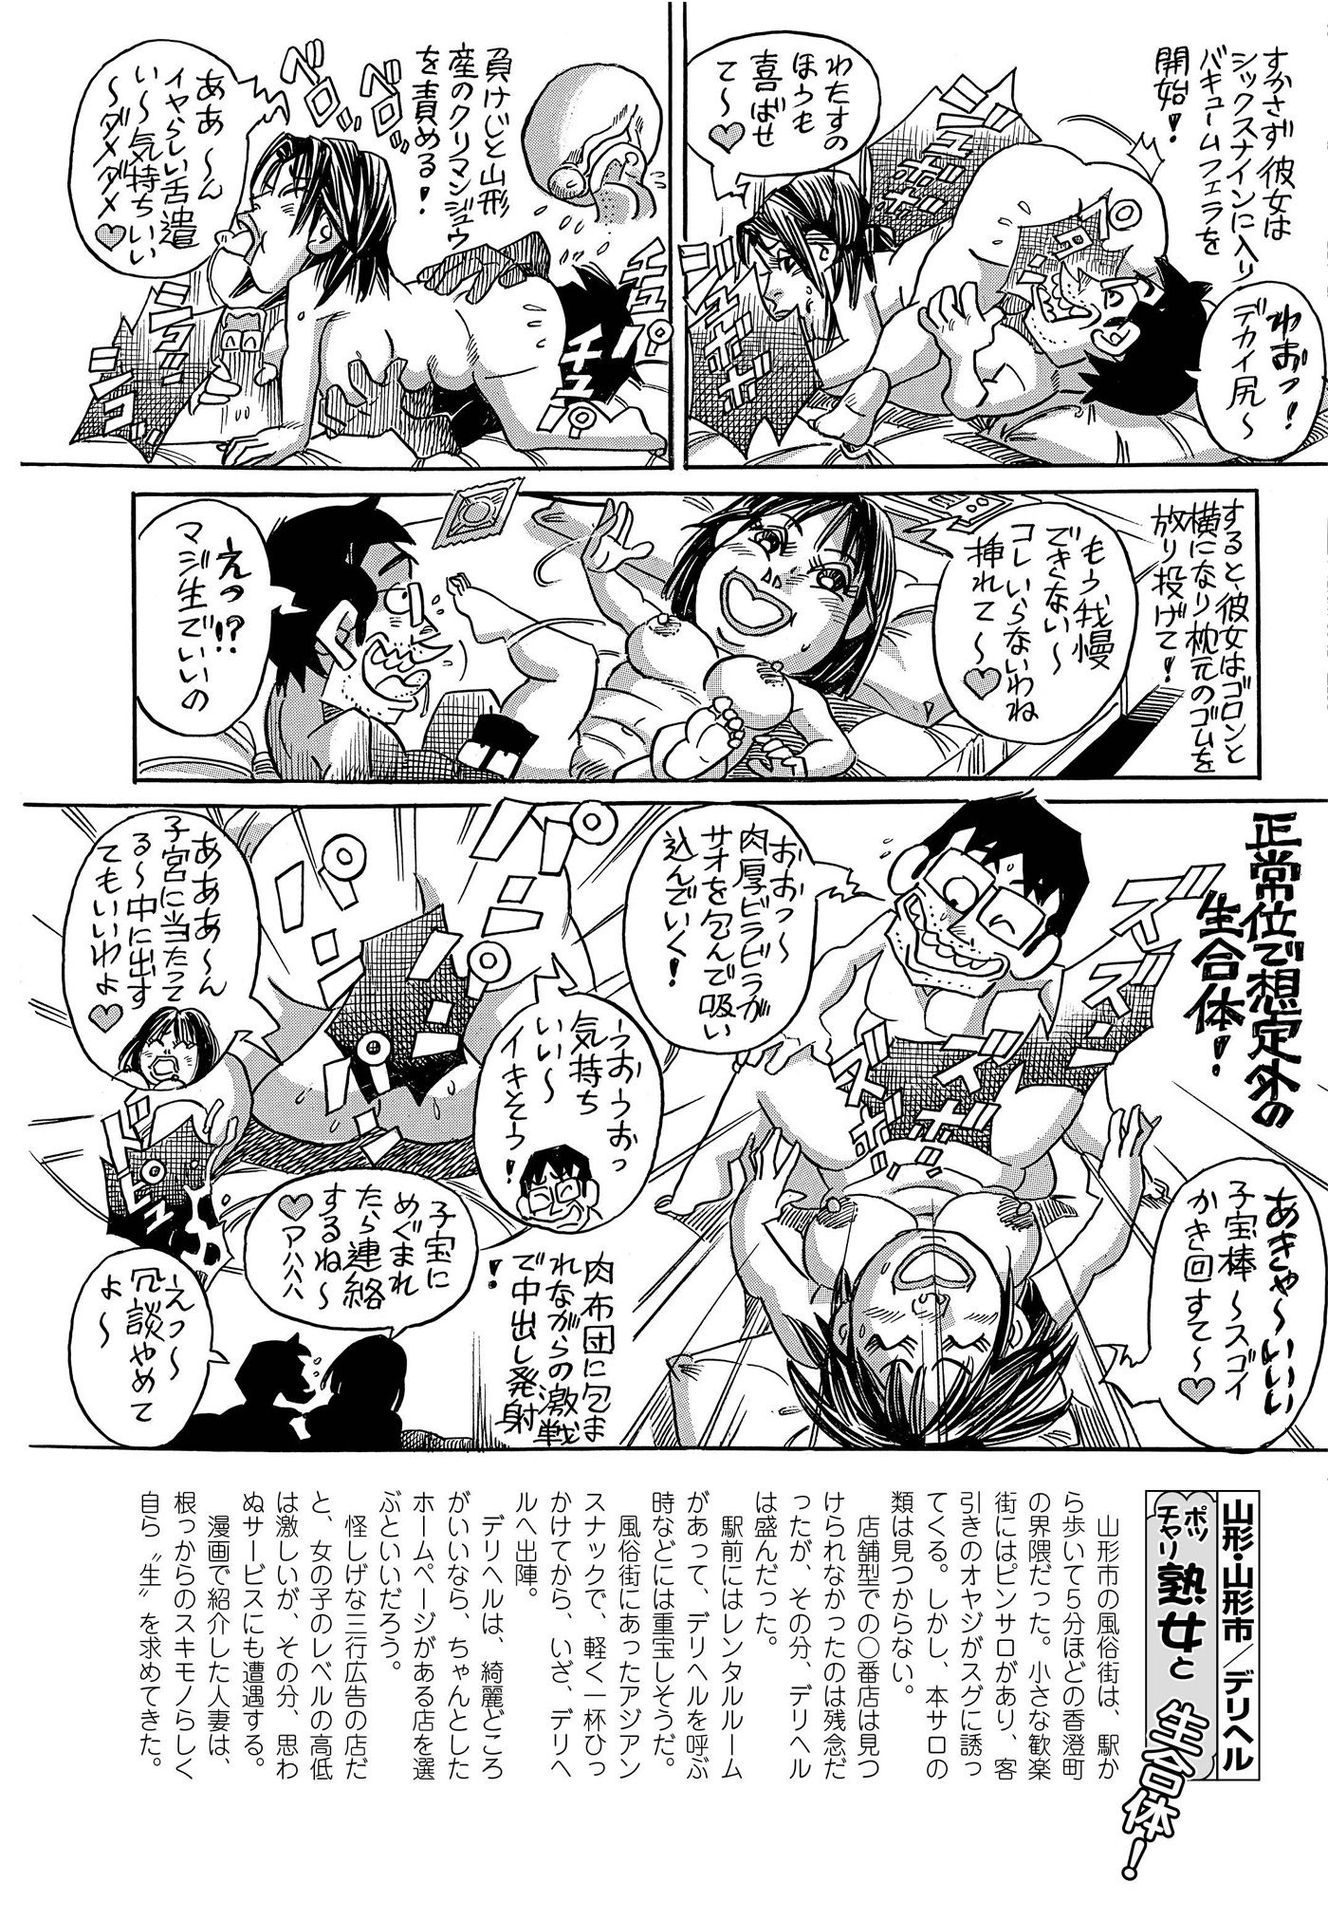 すかさず彼女は
シックスナインに入り
バキュームフェラを
開始!
わおっ!
デカイ尻〜
わたすの
ほうも
喜ばせ
て〜♡
負けじと山形
産のクリマンジュウ
を責める!
ベロ
ベロッ
ああ〜ん
イヤらしい舌遣
い〜気持ちいい
〜ダメダメ♡
チュパ
チュパ
すると彼女はゴロンと
横になり枕元のゴムを
放り投げて!
もう我慢
できない〜
コレいらないわね
挿れて〜♡
えっ!?
マジ生でいいの
正常位で想定外の
生合体!
ズズン
ズズン
おおっ〜
肉厚ビラビラが
サオを包んで吸い
込んでいく!
あきゃ〜いいい
子宝棒〜スゴイ
かき回すて〜♡
パンパン
パンパン
うおうおっ
気持ち
いい〜
イキそう!
あああ〜ん
子宮に当たって
る〜中に出す
てもいいわよ♡
ドピュ
肉布団に包ま
れながらの激戦
で中出し発射
!!
子宝に
めぐまれ
たら連絡
するね〜
♡アハハハ
えっ〜
冗談やめて
よ〜
山形・山形市/デリヘル
ポッチャリ熟女と生合体!
山形市の風俗街は、駅か
ら歩いて5分ほどの香澄町
の界隈だった。小さな歓楽
街にはピンサロがあり、客
引きのオヤジがスグに誘っ
てくる。しかし、本サロの
類は見つからない。
店舗型での〇番店は見つ
けられなかったのは残念だ
ったが、その分、デリヘル
は盛んだった。
駅前にはレンタルルーム
があって、デリヘルを呼ぶ
時などには重宝しそうだ。
風俗街にあったアジアン
スナックで、軽く一杯ひっ
かけてから、いざ、デリヘ
ルへ出陣。
デリヘルは、綺麗どころ
がいいなら、ちゃんとした
ホームページがある店を選
ぶといいだろう。
怪しげな三行広告の店だ
と、女の子のレベルの高低
は激しいが、その分、思わ
ぬサービスにも遭遇する。
漫画で紹介した人妻は、
根っからのスキモノらしく
自ら〝生〟を求めてきた。